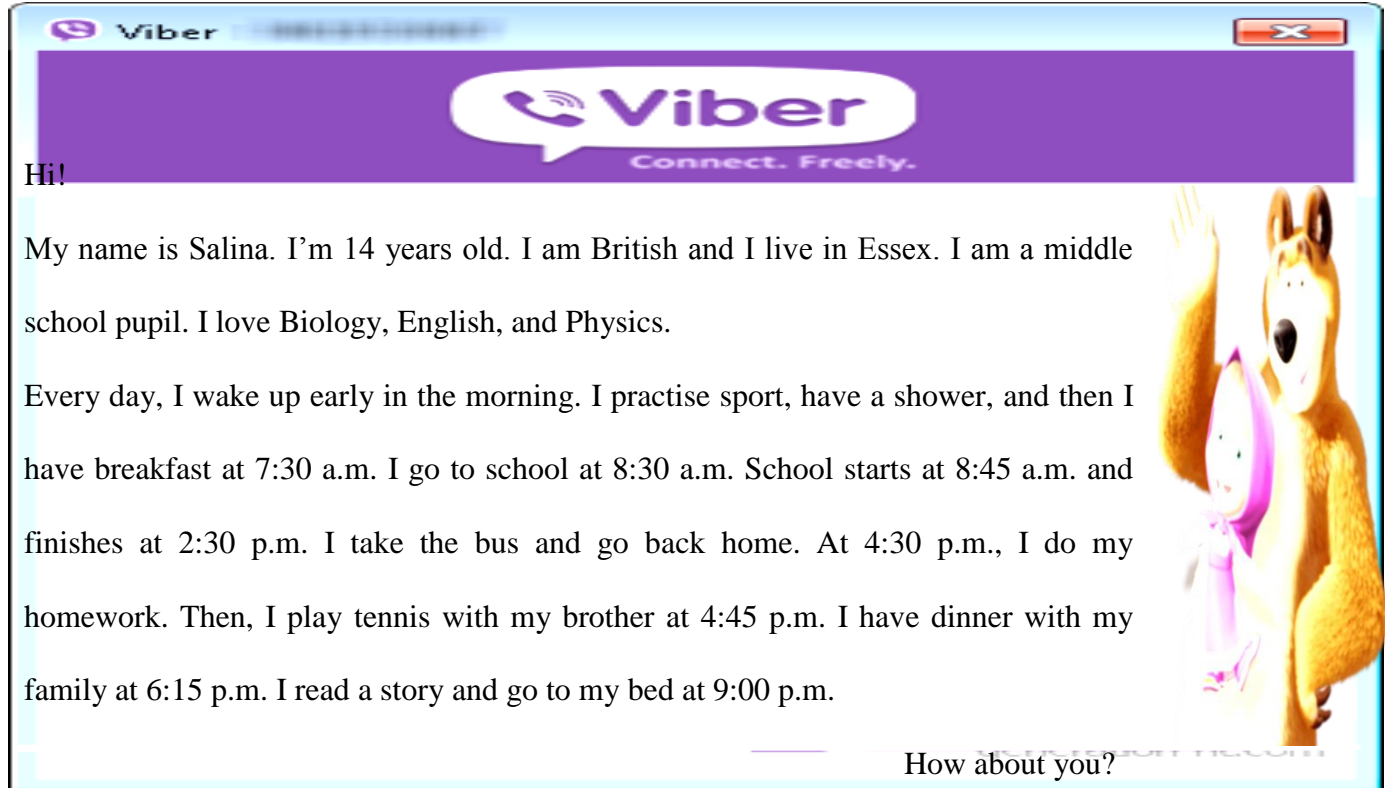 Viber
Viber
Connect. Freely.
Hi!
My name is Salina. I’m 14 years old. I am British and I live in Essex. I am a middle
school pupil. I love Biology, English, and Physics.
Every day, I wake up early in the morning. I practise sport, have a shower, and then I
have breakfast at 7:30 a.m. I go to school at 8:30 a.m. School starts at 8:45 a.m. and
finishes at 2:30 p.m. I take the bus and go back home. At 4:30 p.m., I do my
homework. Then, I play tennis with my brother at 4:45 p.m. I have dinner with my
family at 6:15 p.m. I read a story and go to my bed at 9:00 p.m.
How about you?